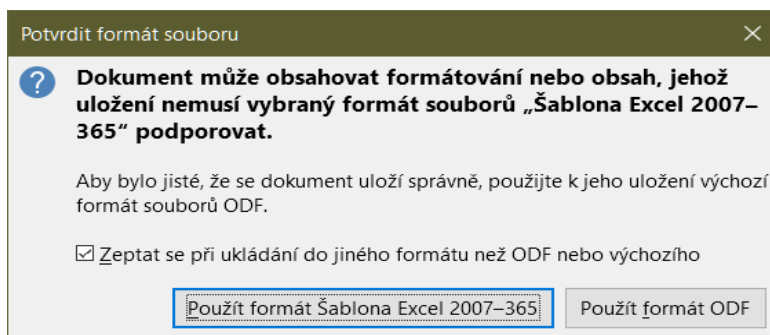 Potvrdit formát souboru
Dokument může obsahovat formátování nebo obsah, jehož
uložení nemusí vybraný formát souborů „Šablona Excel 2007–
365“ podporovat.
Aby bylo jisté, že se dokument uloží správně, použijte k jeho uložení výchozí
formát souborů ODF.
Zeptat se při ukládání do jiného formátu než ODF nebo výchozího
Použít formát Šablona Excel 2007–365
Použít formát ODF